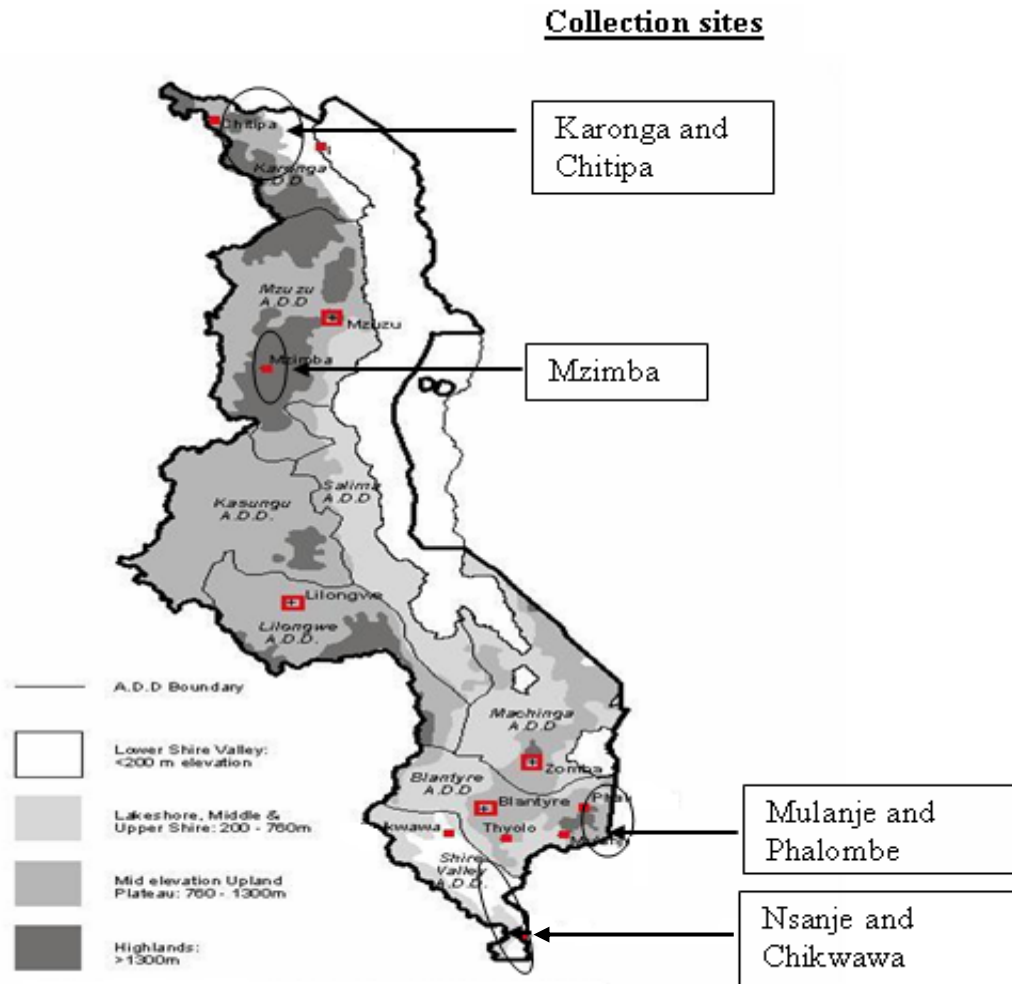 Collection sites
Karonga and
Chitipa
Chitipa
Karonga
A.D.D
Mzuzu
A.D.D
Mzuzu
Mzimba
Mzimba
Salima
A.D.D
Kasungu
A.D.D.
Lilongwe
Lilongwe
A.D.D.
A.D.D Boundary
Lower Shire Valley:
<200 m elevation
Lakeshore, Middle &
Upper Shire: 200 - 760m
Mid elevation Upland
Plateau: 760 - 1300m
Highlands:
>1300m
Machinga
A.D.D
Zomba
Blantyre
A.D.D
Blantyre
kwawa
Thyolo
Shire
Valley
A.D.D.
Mulanje and
Phalombe
Nsanje and
Chikwawa